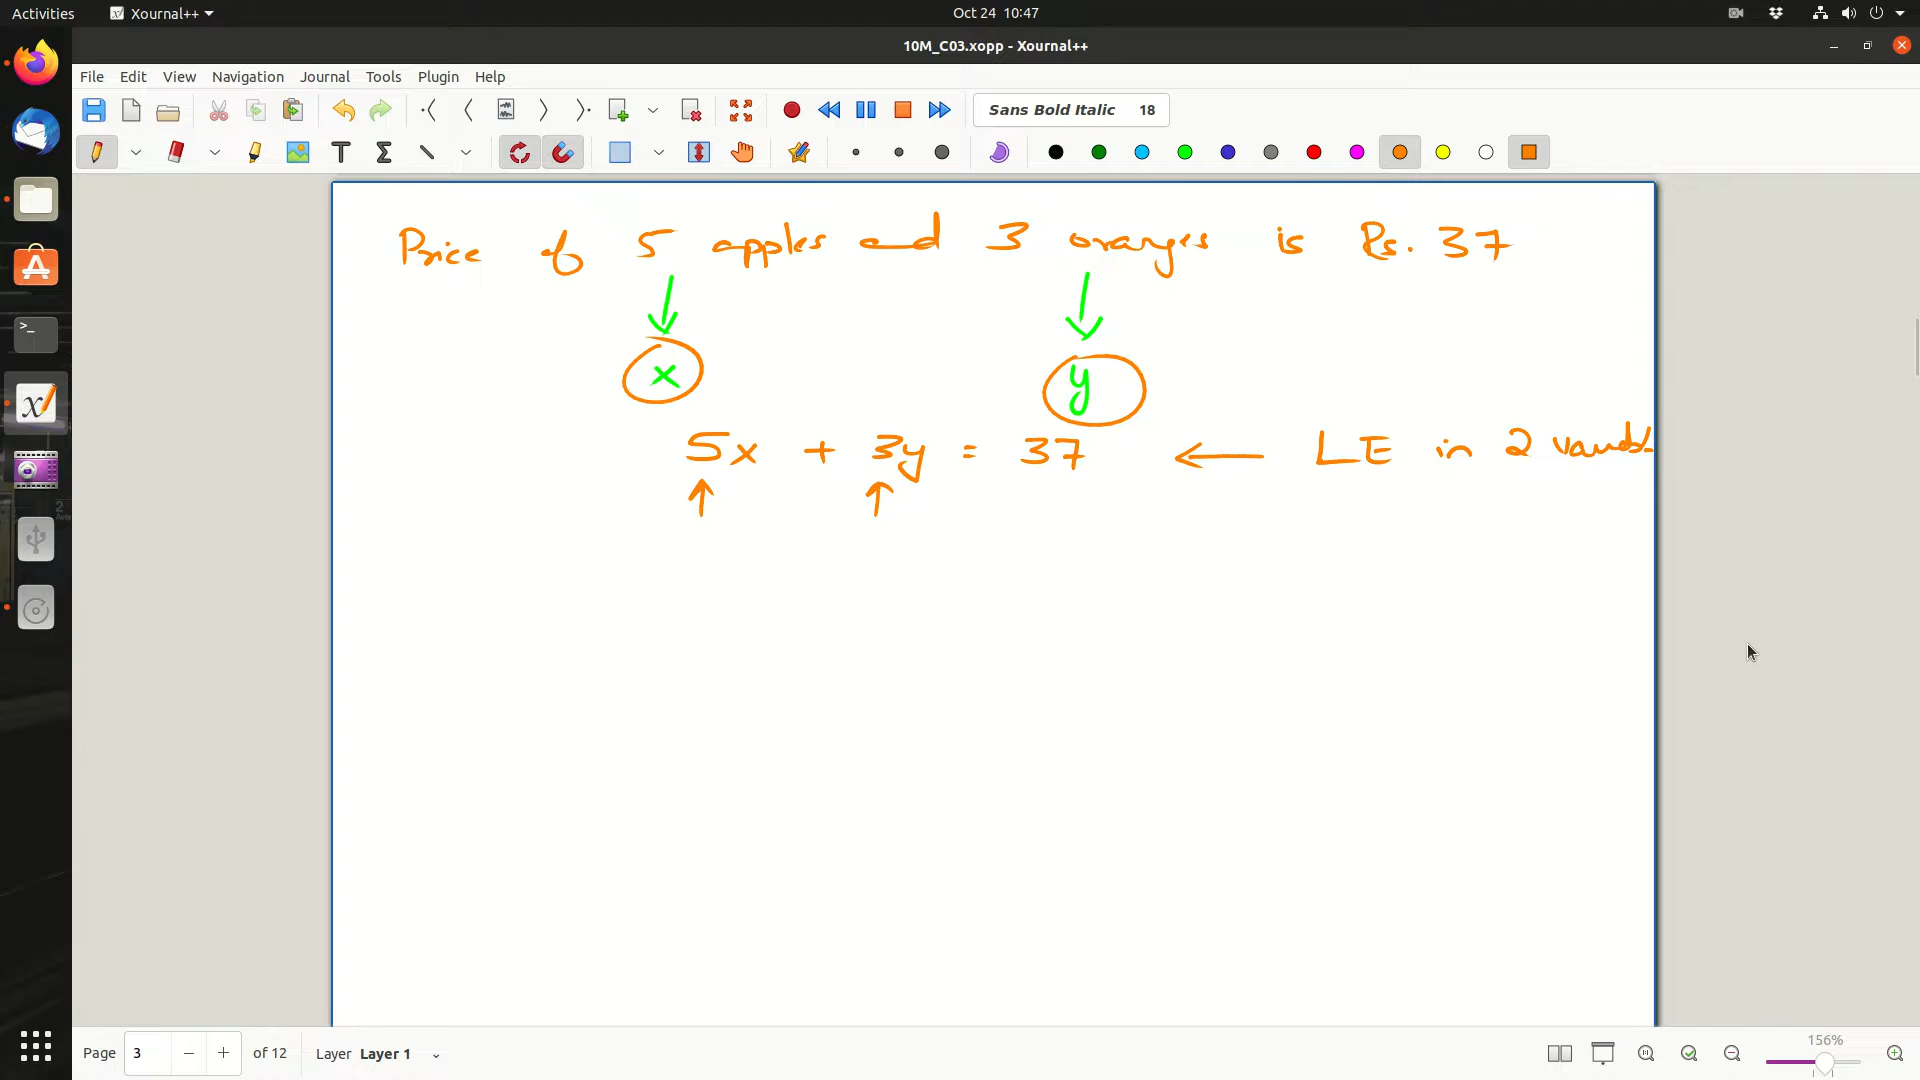 Activities
Xournal++
Oct 24 10:47
10M_C03.xopp - Xournal++
File Edit View Navigation Journal Tools Plugin Help
Sans Bold Italic 18
Price of 5 apples and 3 oranges is Rs. 37
x
y
5x + 3y = 37 ← LE in 2
Page 3 of 12 Layer Layer 1
156%